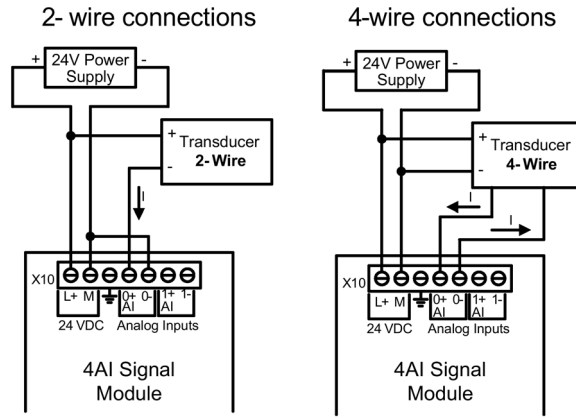 2- wire connections
+ 24V Power Supply -
+ Transducer
- 2-Wire
I
X10
L+ M 0+ 0- 1+ 1-
AI AI
24 VDC Analog Inputs
4AI Signal
Module
4-wire connections
+ 24V Power Supply -
+ Transducer
- 4-Wire
I
I
X10
L+ M 0+ 0- 1+ 1-
AI AI
24 VDC Analog Inputs
4AI Signal
Module